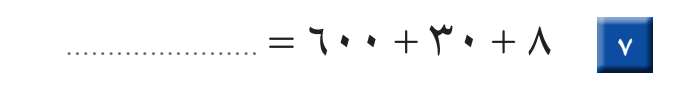 ٧ ٨ + ٣٠ + ٦٠٠ = ........................